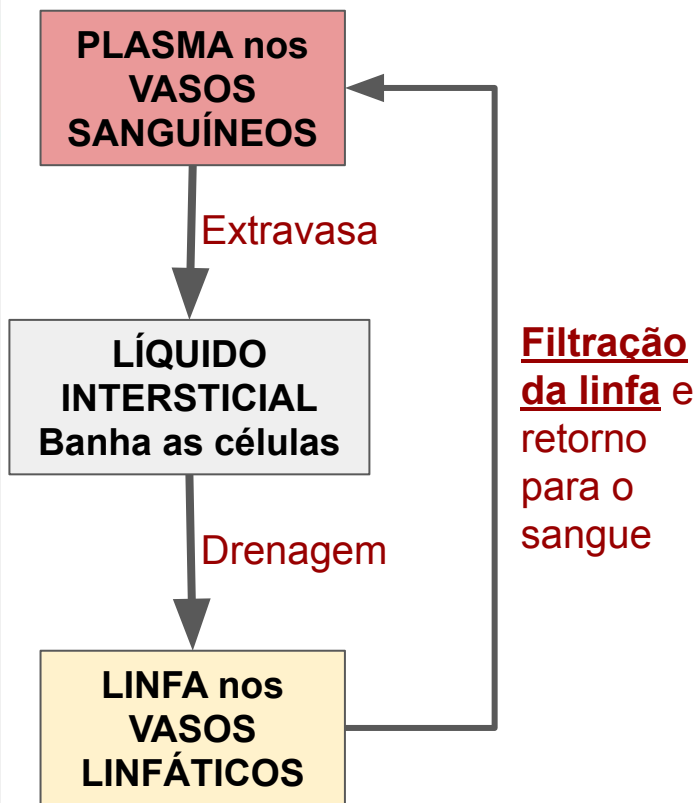 PLASMA nos
VASOS
SANGUÍNEOS
Extravasa
LÍQUIDO
INTERSTICIAL
Banha as células
Filtração
da linfa e
retorno
para o
sangue
Drenagem
LINFA nos
VASOS
LINFÁTICOS